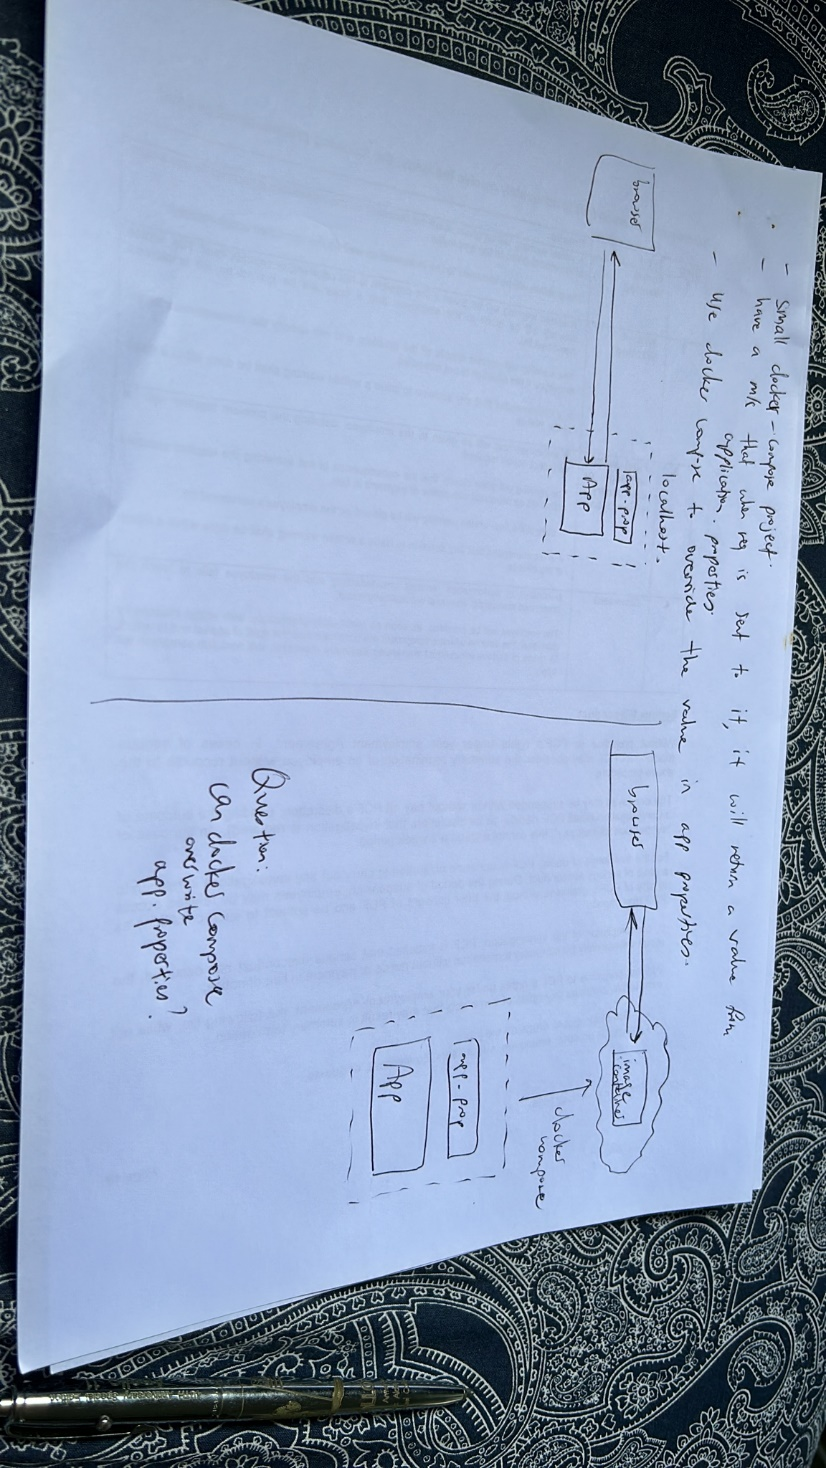 - Small docker-compose project.
- have a m/c that when req is sent to it, it will return a value from
application.properties.
- use docker compose to override the value in app properties.
localhost.
browser
app.prop
App
browser
image
container
docker
compose
app.prop
App
Question:
can docker compose
overwrite
app.properties?